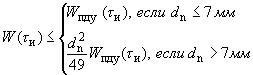 W(τи) ≤ { Wпду (τи), если dп ≤ 7 мм
dп²/49 Wпду (τи), если dп > 7 мм